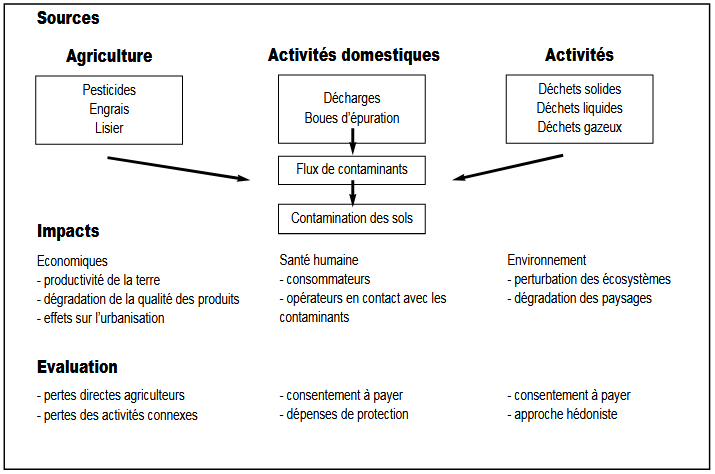 Sources
Agriculture
Activités domestiques
Activités
Pesticides
Engrais
Lisier
Décharges
Boues d'épuration
Déchets solides
Déchets liquides
Déchets gazeux
Flux de contaminants
Contamination des sols
Impacts
Economiques
- productivité de la terre
- dégradation de la qualité des produits
- effets sur l'urbanisation
Santé humaine
- consommateurs
- opérateurs en contact avec les
contaminants
Environnement
- perturbation des écosystèmes
- dégradation des paysages
Evaluation
- pertes directes agriculteurs
- pertes des activités connexes
- consentement à payer
- dépenses de protection
- consentement à payer
- approche hédoniste